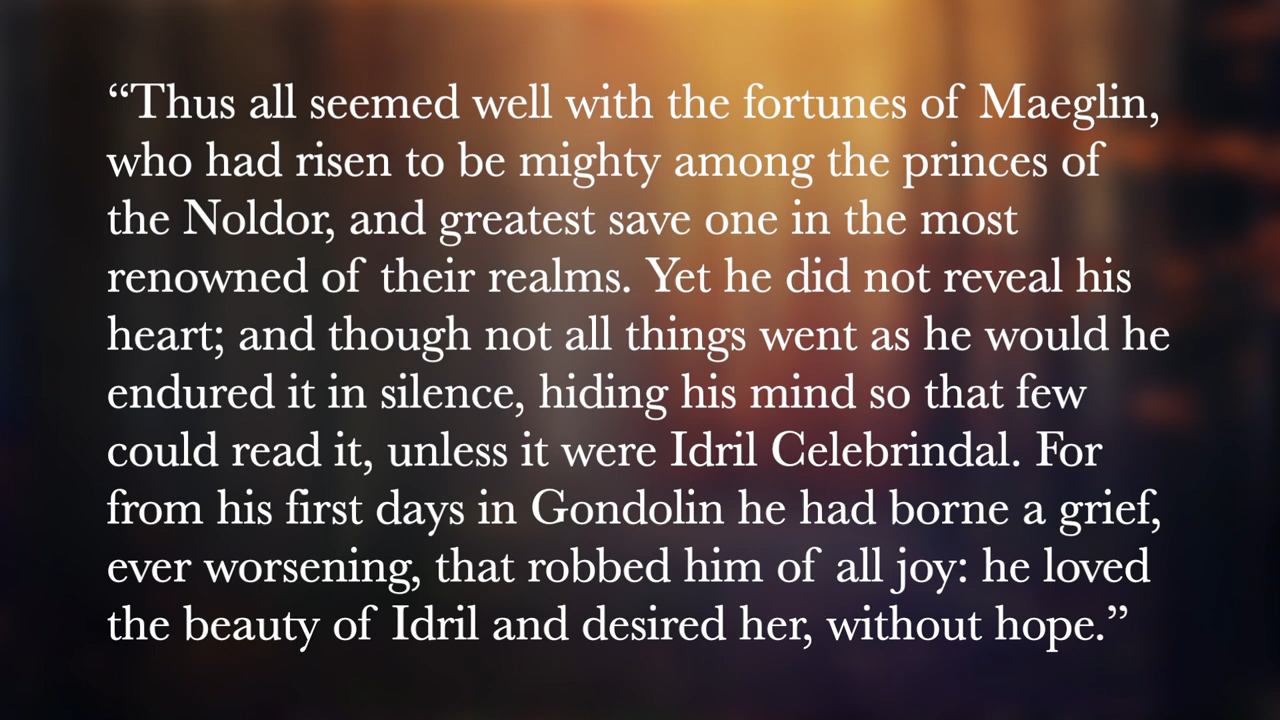 “Thus all seemed well with the fortunes of Maeglin,
who had risen to be mighty among the princes of
the Noldor, and greatest save one in the most
renowned of their realms. Yet he did not reveal his
heart; and though not all things went as he would he
endured it in silence, hiding his mind so that few
could read it, unless it were Idril Celebrindal. For
from his first days in Gondolin he had borne a grief,
ever worsening, that robbed him of all joy: he loved
the beauty of Idril and desired her, without hope.”